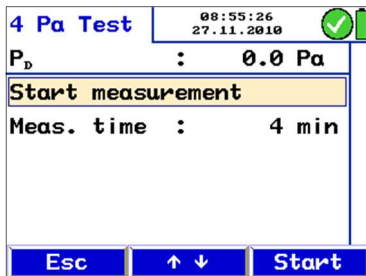 4 Pa Test
08:55:26
27.11.2010
P_D : 0.0 Pa
Start measurement
Meas. time : 4 min
Esc ↑ ↓ Start